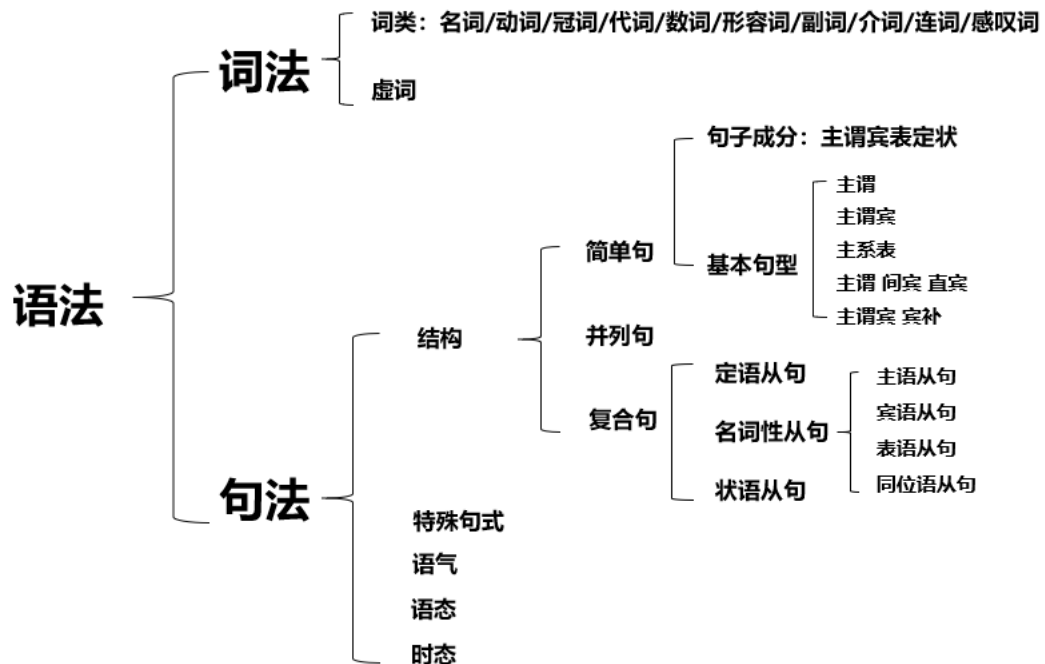 词类：名词/动词/冠词/代词/数词/形容词/副词/介词/连词/感叹词
词法
虚词
句子成分：主谓宾表定状
主谓
主谓宾
简单句
主系表
基本句型
主谓 间宾 直宾
语法
主谓宾 宾补
结构
并列句
定语从句
主语从句
复合句
宾语从句
名词性从句
表语从句
状语从句
同位语从句
句法
特殊句式
语气
语态
时态